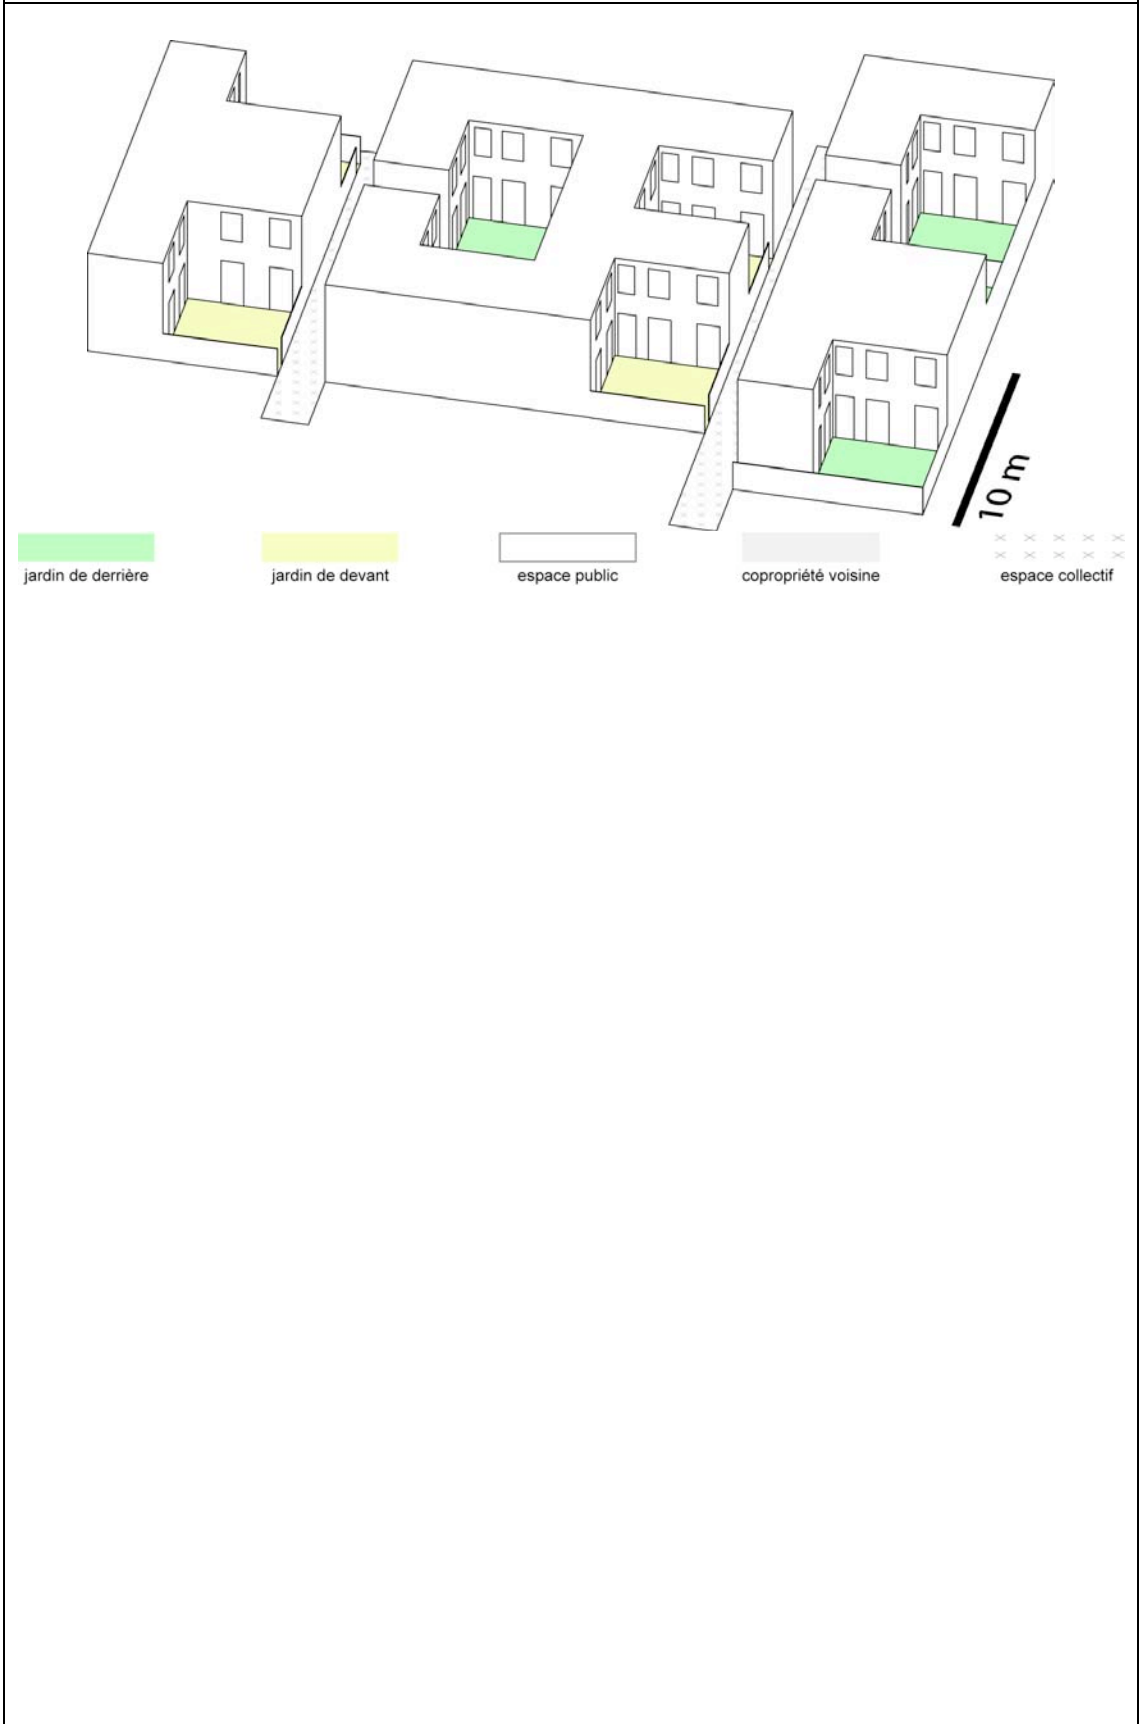 10 m
jardin de derrière
jardin de devant
espace public
copropriété voisine
espace collectif